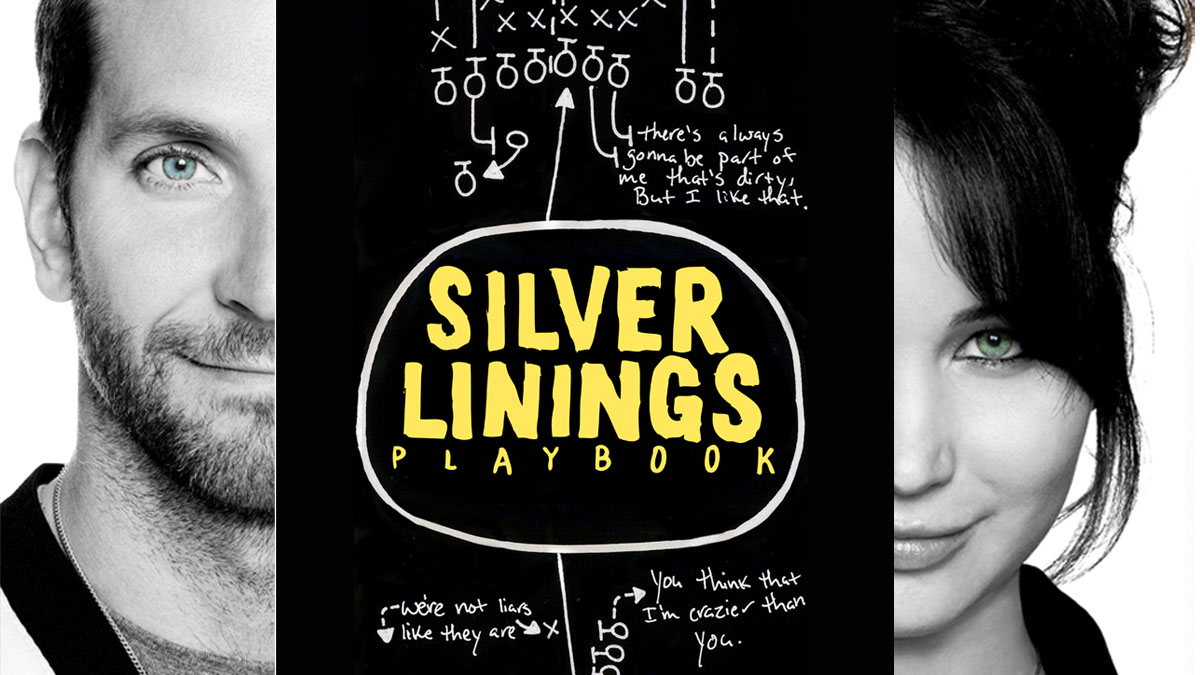 there's always
gonna be part of
me that's dirty,
But I like that.
SILVER
LININGS
PLAYBOOK
we're not liars
like they are
You think that
I'm crazier than
you.